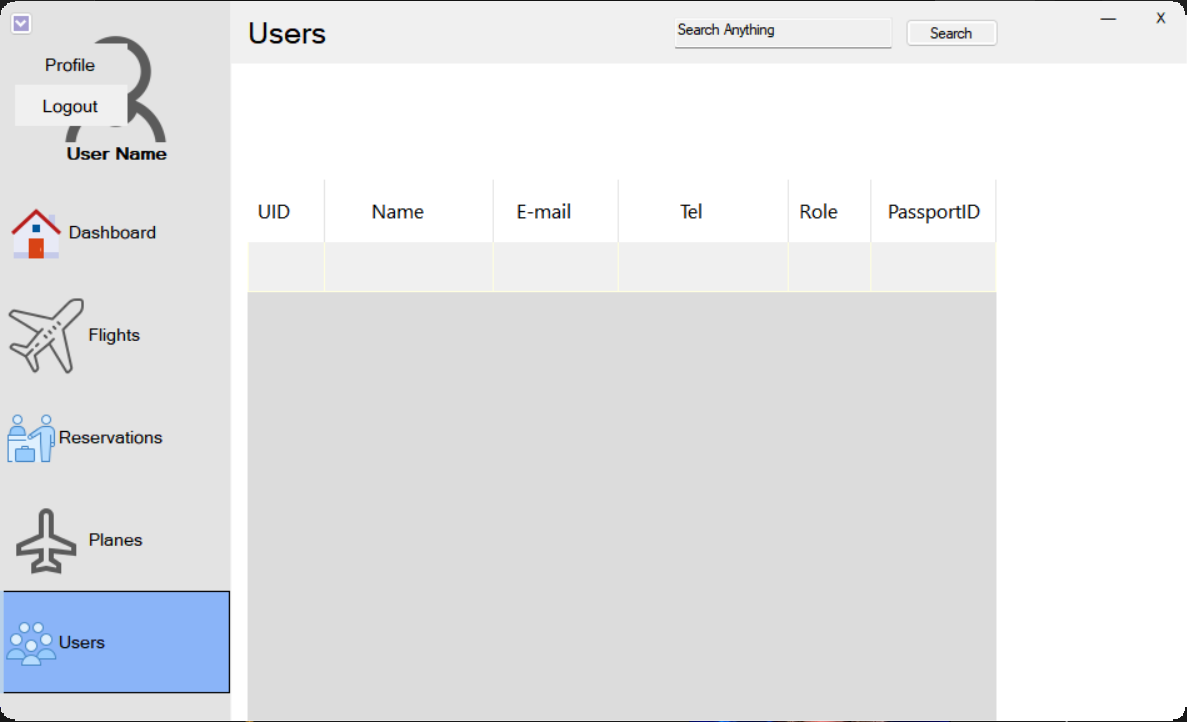 Users
Search Anything
Search
— X
Profile
Logout
User Name
Dashboard
Flights
Reservations
Planes
Users
UID Name E-mail Tel Role PassportID